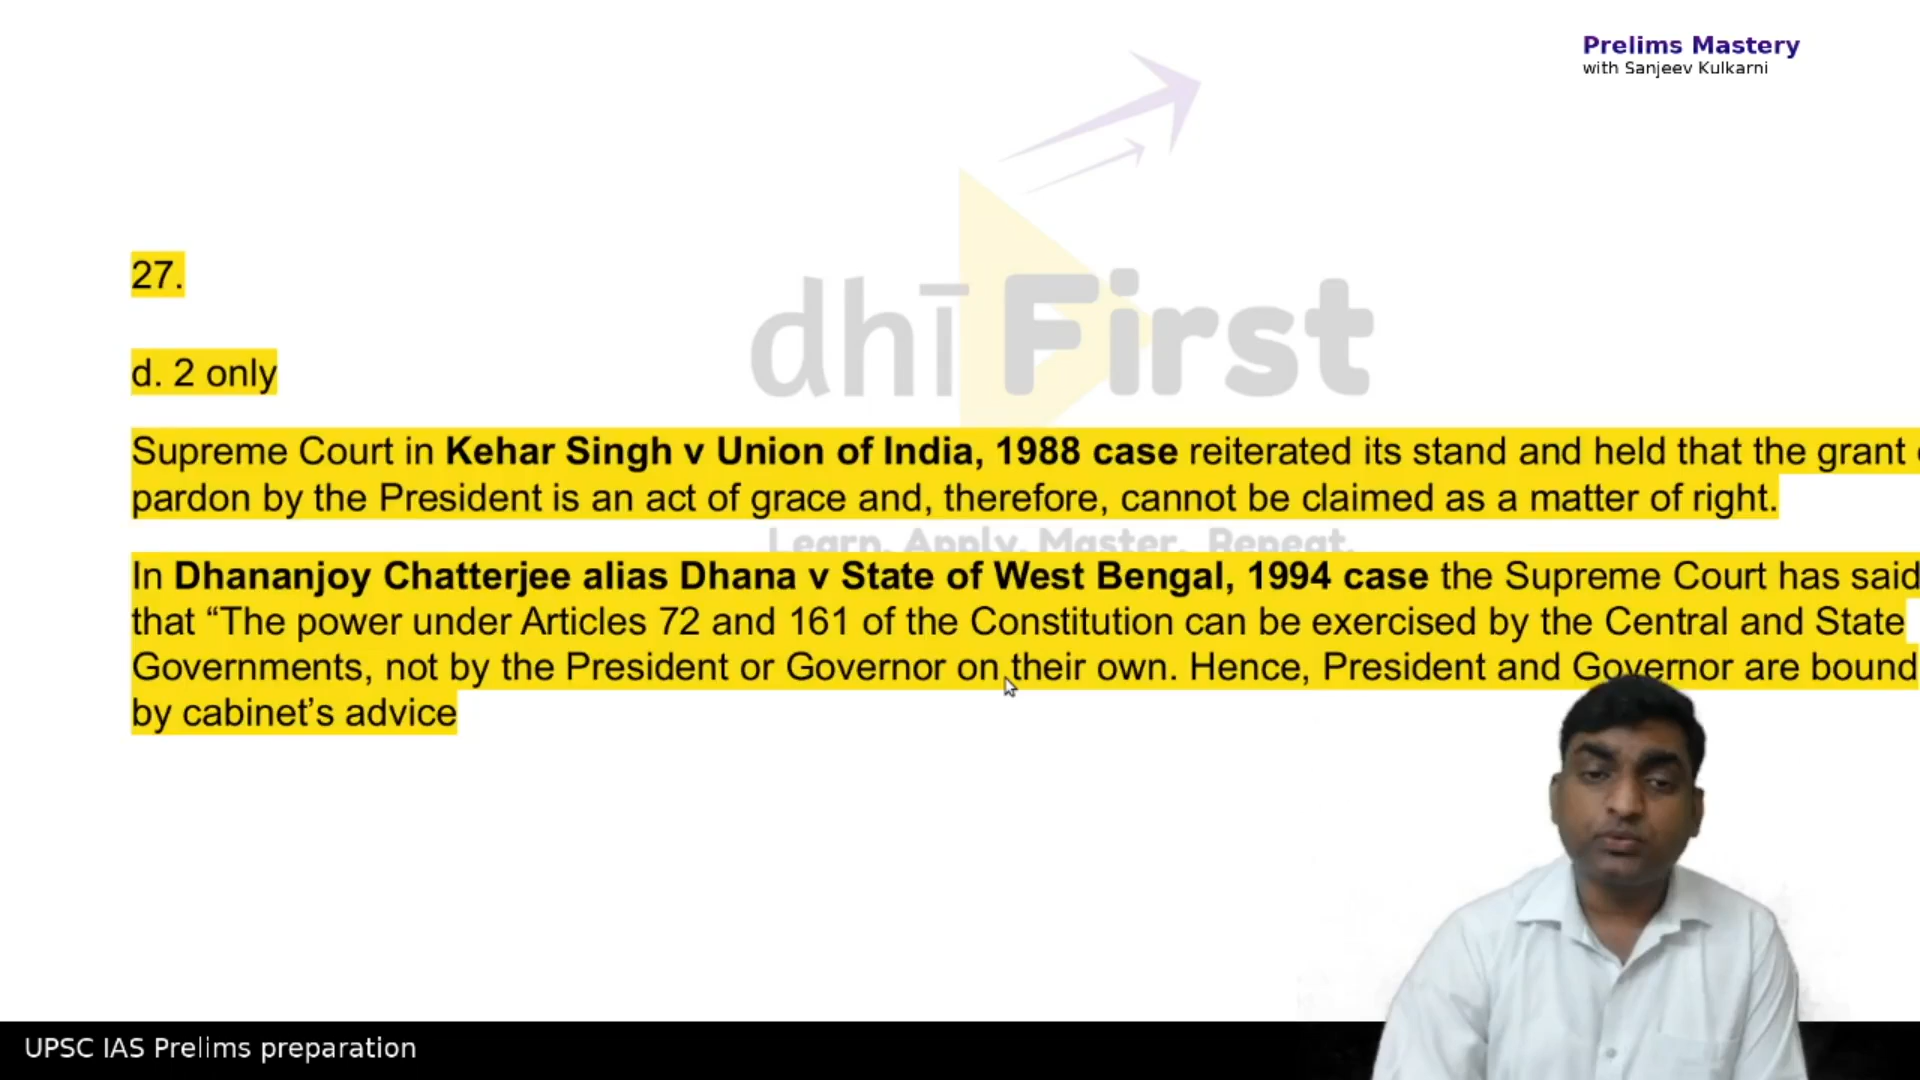 Prelims Mastery
with Sanjeev Kulkarni
dhī First
Learn. Apply. Master. Repeat.
27.
d. 2 only
Supreme Court in Kehar Singh v Union of India, 1988 case reiterated its stand and held that the grant
pardon by the President is an act of grace and, therefore, cannot be claimed as a matter of right.
In Dhananjoy Chatterjee alias Dhana v State of West Bengal, 1994 case the Supreme Court has said
that “The power under Articles 72 and 161 of the Constitution can be exercised by the Central and State
Governments, not by the President or Governor on their own. Hence, President and Governor are bound
by cabinet’s advice
UPSC IAS Prelims preparation